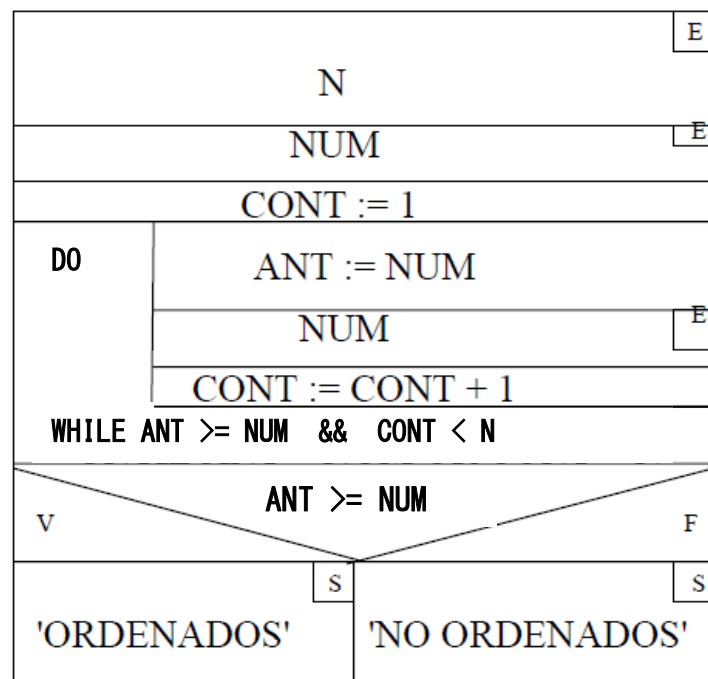 E
N
E
NUM
CONT := 1
DO
ANT := NUM
E
NUM
CONT := CONT + 1
WHILE ANT >= NUM && CONT < N
ANT >= NUM
V
F
S
S
'ORDENADOS'
'NO ORDENADOS'